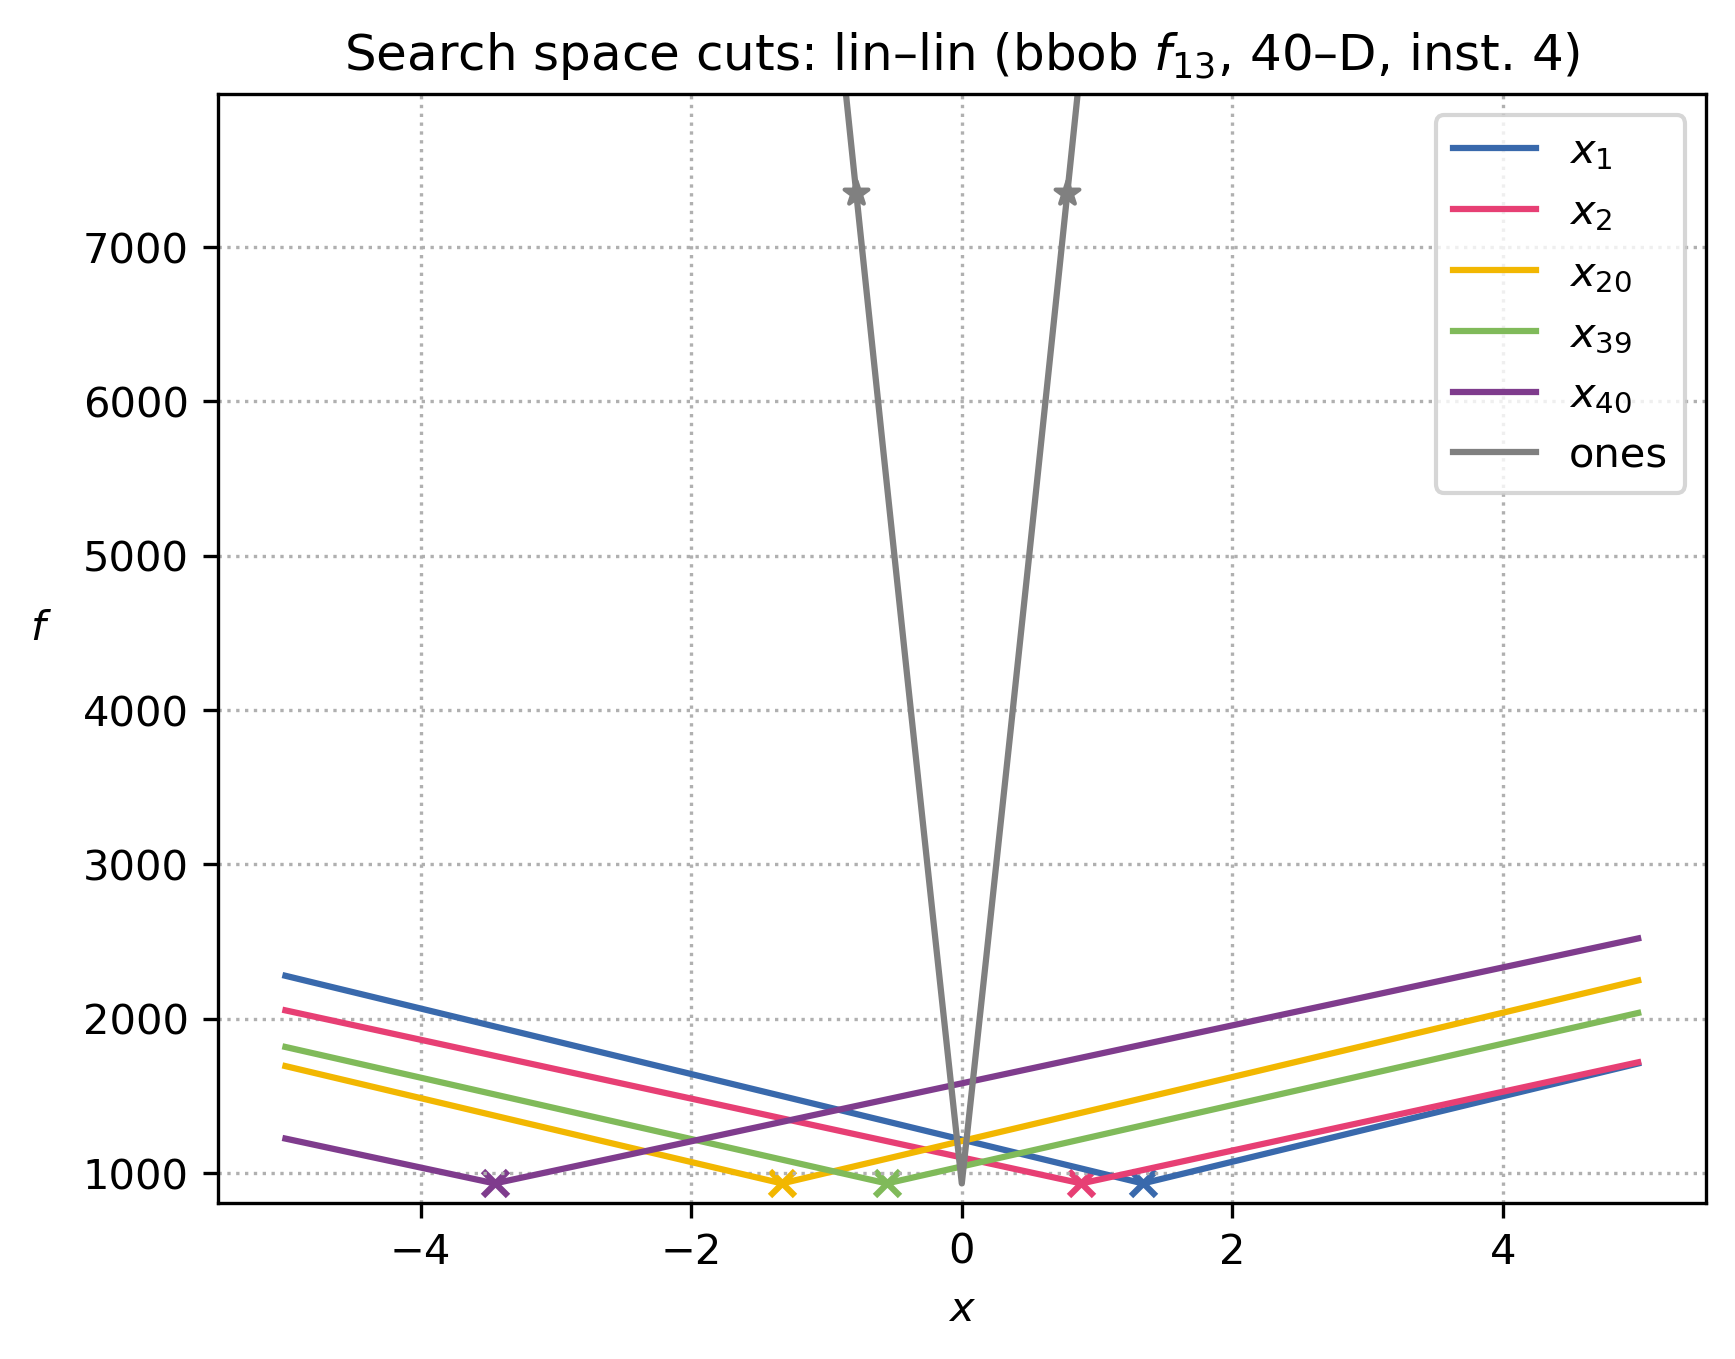 Search space cuts: lin–lin (bbob f₁₃, 40–D, inst. 4)
x₁
x₂
x₂₀
x₃₉
x₄₀
ones
7000
6000
5000
4000
3000
2000
1000
f
−4 −2 0 2 4
x